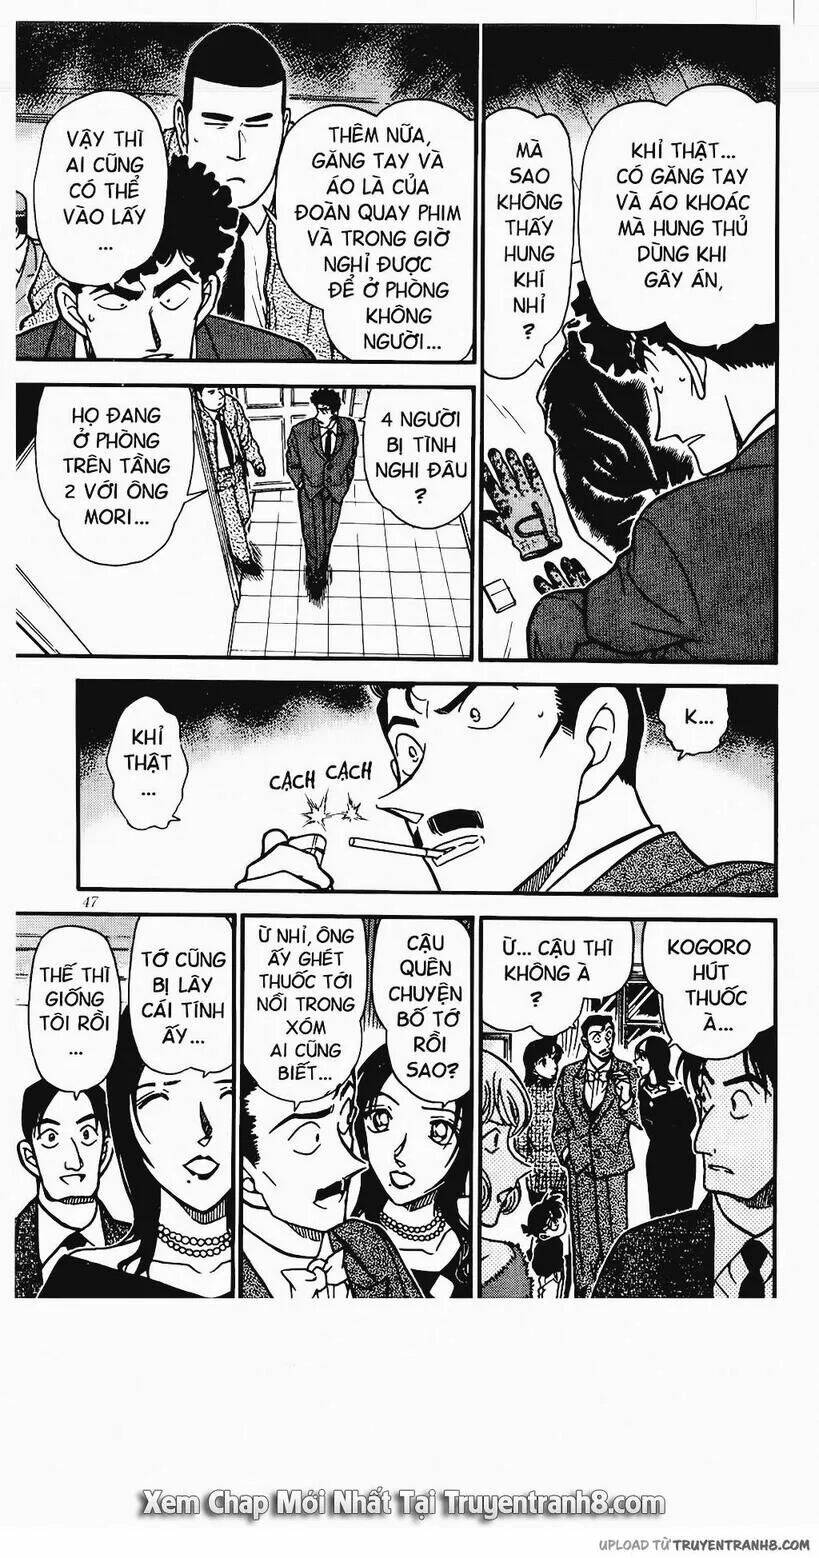 KHỈ THẬT...
CÓ GĂNG TAY
VÀ ÁO KHOÁC
MÀ HUNG THỦ
DÙNG KHI
GÂY ÁN,
MÀ
SAO
KHÔNG
THẤY
HUNG
KHÍ
NHỈ
?
THÊM NỮA,
GĂNG TAY VÀ
ÁO LÀ CỦA
ĐOÀN QUAY PHIM
VÀ TRONG GIỜ
NGHỈ ĐƯỢC
ĐỂ Ở PHÒNG
KHÔNG
NGƯỜI...
VẬY THÌ
AI CŨNG
CÓ THỂ
VÀO LẤY
...
4 NGƯỜI
BỊ TÌNH
NGHI ĐÂU
?
HỌ ĐANG
Ở PHÒNG
TRÊN TẦNG
2 VỚI ÔNG
MORI...
K...
CẠCH CẠCH
KHỈ
THẬT
...
47
KOGORO
HÚT
THUỐC
À...
Ừ... CẬU THÌ
KHÔNG À
?
CẬU
QUÊN
CHUYỆN
BỐ TỚ
RỒI
SAO?
Ừ NHỈ, ÔNG
ẤY GHÉT
THUỐC TỚI
NỔI TRONG
XÓM
AI CŨNG
BIẾT...
TỚ CŨNG
BỊ LÂY
CÁI TÍNH
ẤY...
THẾ THÌ
GIỐNG
TÔI RỒI
...
Xem Chap Mới Nhất Tại Truyentranh8.com
UPLOAD TỪ TRUYENTRANH8.COM